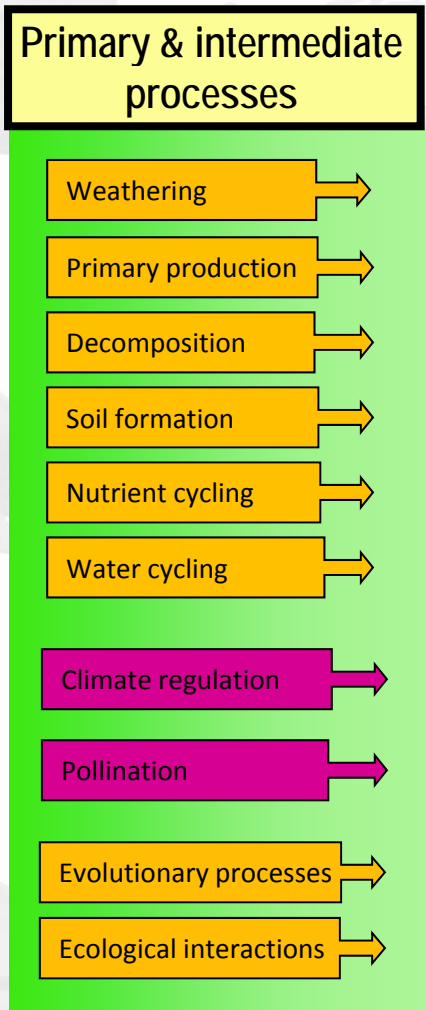 Primary & intermediate
processes
Weathering
Primary production
Decomposition
Soil formation
Nutrient cycling
Water cycling
Climate regulation
Pollination
Evolutionary processes
Ecological interactions